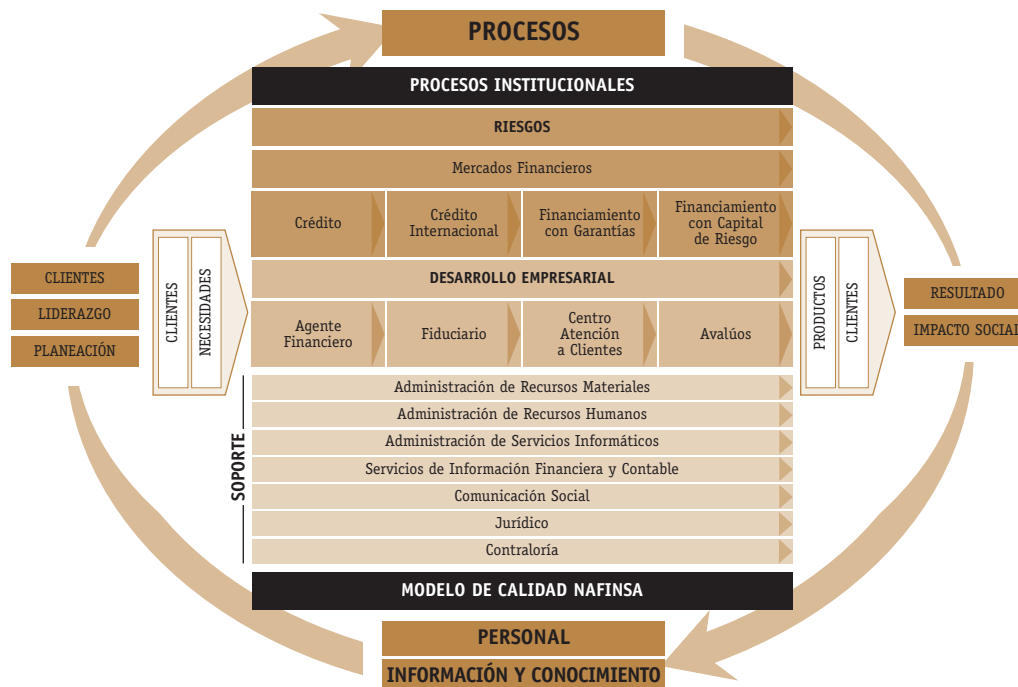 PROCESOS
PROCESOS INSTITUCIONALES
RIESGOS
Mercados Financieros
Crédito
Crédito
Internacional
Financiamiento
con Garantías
Financiamiento
con Capital
de Riesgo
CLIENTES
LIDERAZGO
PLANEACIÓN
CLIENTES
NECESIDADES
DESARROLLO EMPRESARIAL
Agente
Financiero
Fiduciario
Centro
Atención
a Clientes
Avalúos
PRODUCTOS
CLIENTES
RESULTADO
IMPACTO SOCIAL
SOPORTE
Administración de Recursos Materiales
Administración de Recursos Humanos
Administración de Servicios Informáticos
Servicios de Información Financiera y Contable
Comunicación Social
Jurídico
Contraloría
MODELO DE CALIDAD NAFINSA
PERSONAL
INFORMACIÓN Y CONOCIMIENTO